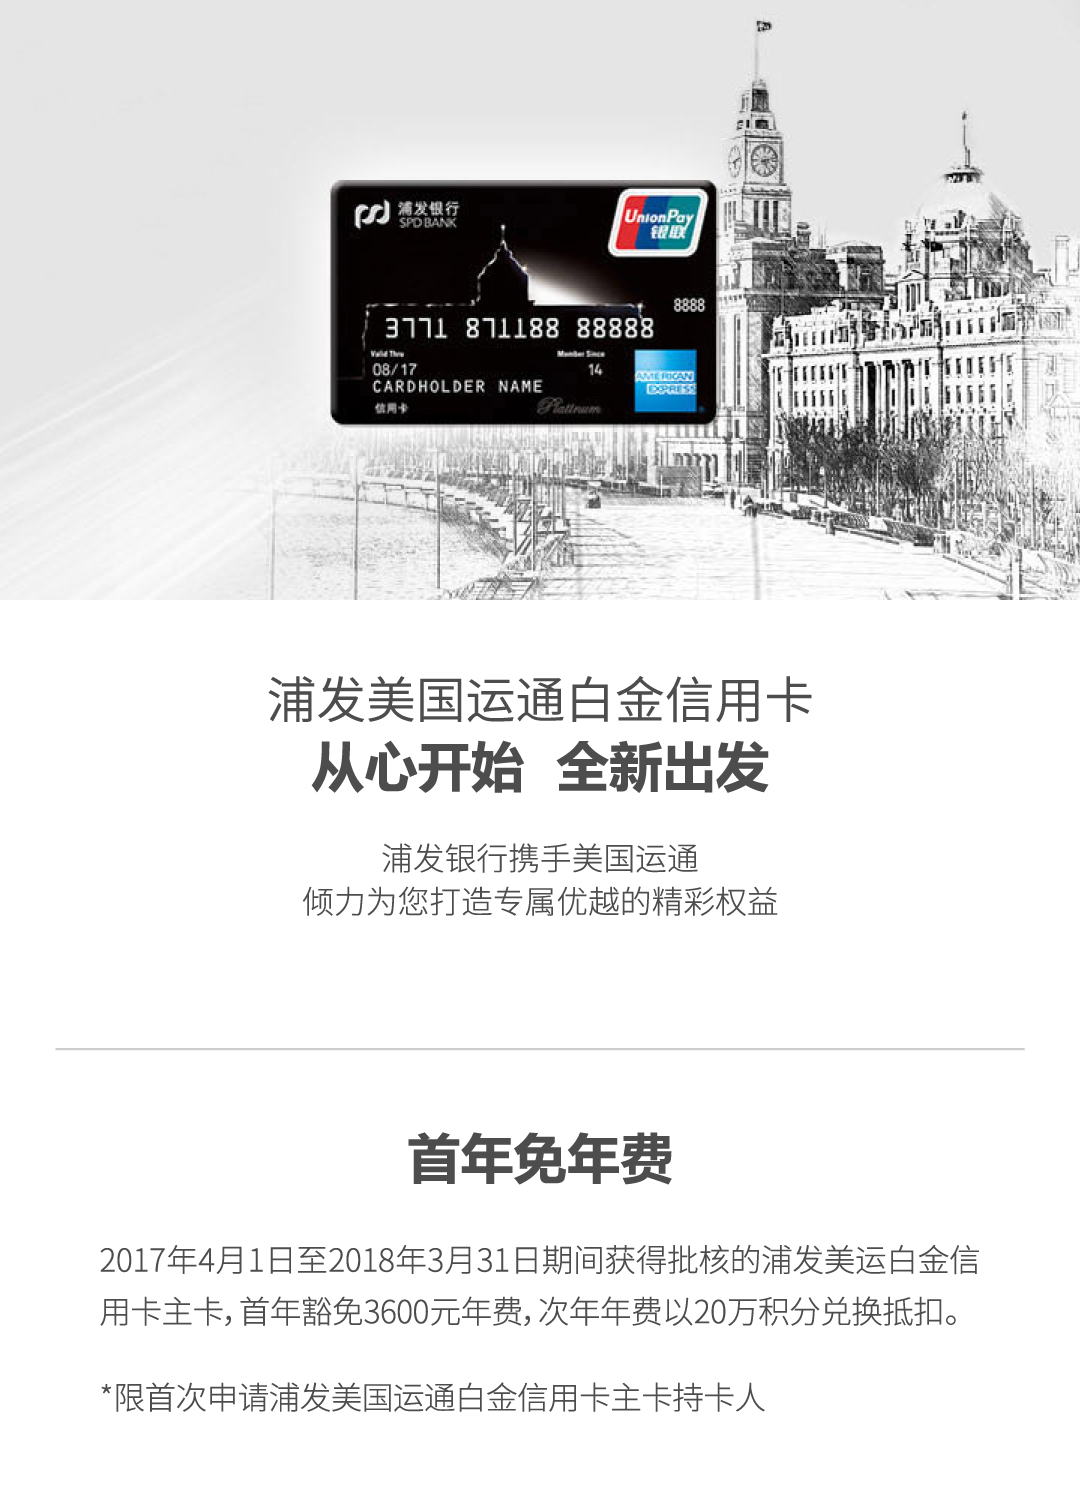 浦发银行
SPD BANK
UnionPay
银联
8888
3771 871188 88888
Valid Thru
Member Since
08/17
14
CARDHOLDER NAME
AMERICAN
EXPRESS
信用卡
Platinum
浦发美国运通白金信用卡
从心开始 全新出发
浦发银行携手美国运通
倾力为您打造专属优越的精彩权益
首年免年费
2017年4月1日至2018年3月31日期间获得批核的浦发美运白金信
用卡主卡，首年豁免3600元年费，次年年费以20万积分兑换抵扣。
*限首次申请浦发美国运通白金信用卡主卡持卡人